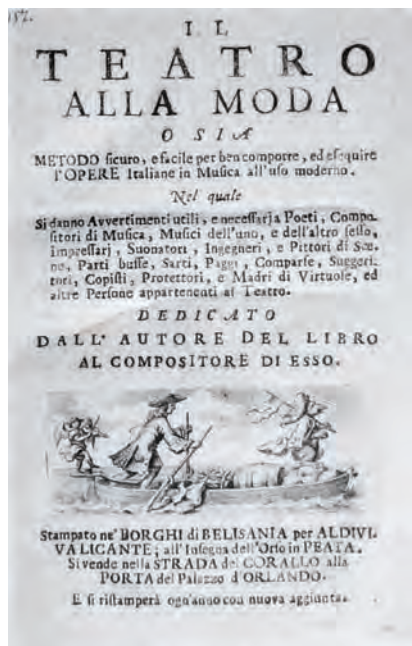 157.
IL
TEATRO
ALLA MODA
O SIA
METODO ſicuro, e facile per ben comporre, ed eſequire
l'OPERE Italiane in Muſica all'uſo moderno.
Nel quale
Si danno Avvertimenti utili, e neceſſarj a Poeti, Compo-
ſitori di Muſica, Muſici dell'uno, e dell'altro ſeſſo,
Impreſſarj, Suonatori, Ingegneri, e Pittori di Sce-
ne, Parti buffe, Sarti, Paggi, Comparſe, Suggeri-
tori, Copiſti, Protettori, e Madri di Virtuoſe, ed
altre Perſone appartenenti al Teatro.
DEDICATO
DALL' AUTORE DEL LIBRO
AL COMPOSITORE DI ESSO.
Stampato ne' BORGHI di BELISANIA per ALDIVI-
VALICANTE; all'Inſegna dell'Orſo in PEATA.
Si vende nella STRADA del CORALLO alla
PORTA del Palazzo d'ORLANDO.
E ſi riſtamperà ogn'anno con nuova aggiunta.